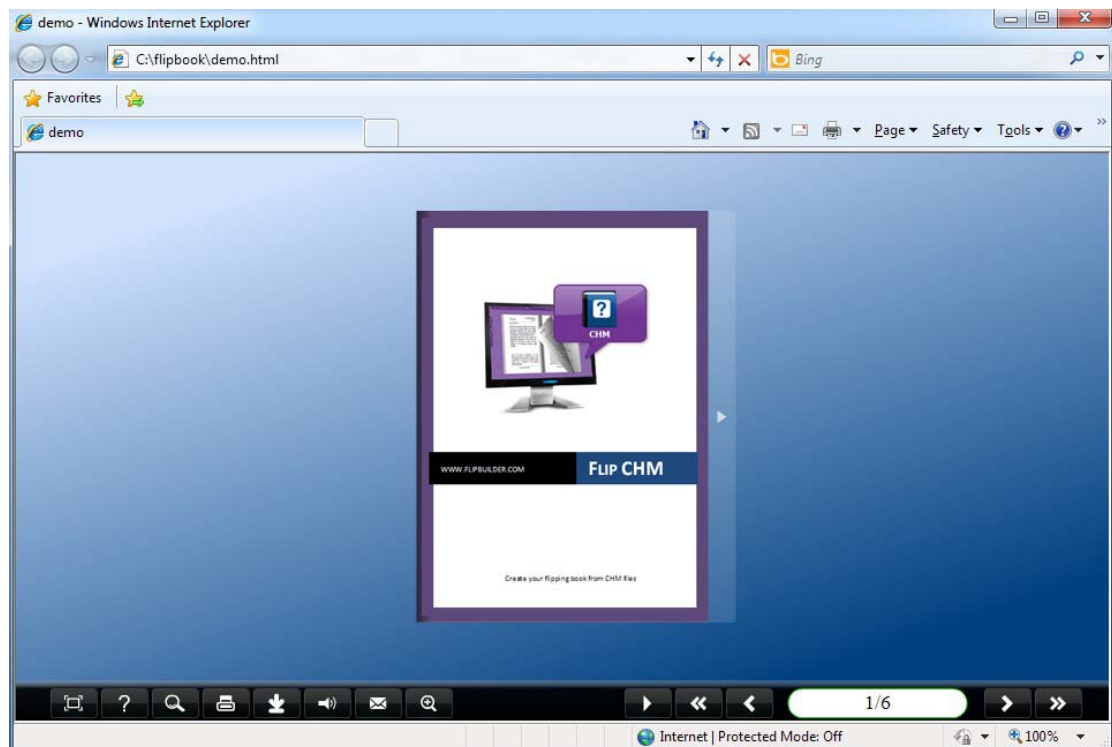 demo - Windows Internet Explorer
C:\flipbook\demo.html
Bing
Favorites
demo
Page Safety Tools
?
CHM
WWW.FLIPBUILDER.COM FLIP CHM
Create your flipping book from CHM files
? 1/6
Internet | Protected Mode: Off 100%